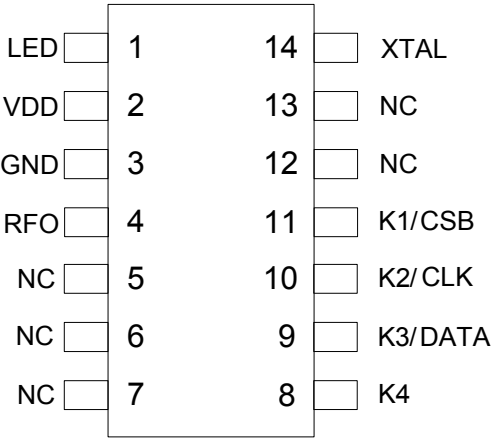 LED 1 14 XTAL
VDD 2 13 NC
GND 3 12 NC
RFO 4 11 K1/CSB
NC 5 10 K2/CLK
NC 6 9 K3/DATA
NC 7 8 K4